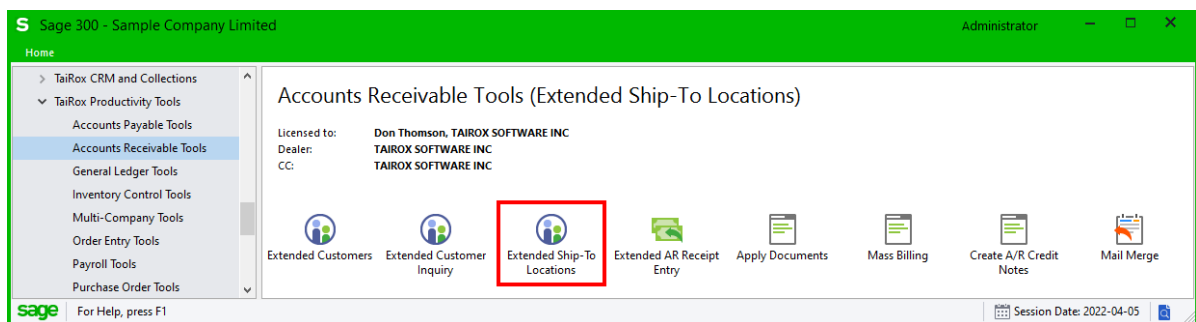 S Sage 300 - Sample Company Limited
Administrator
Home
TaiRox CRM and Collections
TaiRox Productivity Tools
Accounts Payable Tools
Accounts Receivable Tools
General Ledger Tools
Inventory Control Tools
Multi-Company Tools
Order Entry Tools
Payroll Tools
Purchase Order Tools
Accounts Receivable Tools (Extended Ship-To Locations)
Licensed to: Don Thomson, TAIROX SOFTWARE INC
Dealer: TAIROX SOFTWARE INC
CC: TAIROX SOFTWARE INC
Extended Customers
Extended Customer
Inquiry
Extended Ship-To
Locations
Extended AR Receipt
Entry
Apply Documents
Mass Billing
Create A/R Credit
Notes
Mail Merge
sage For Help, press F1
Session Date: 2022-04-05